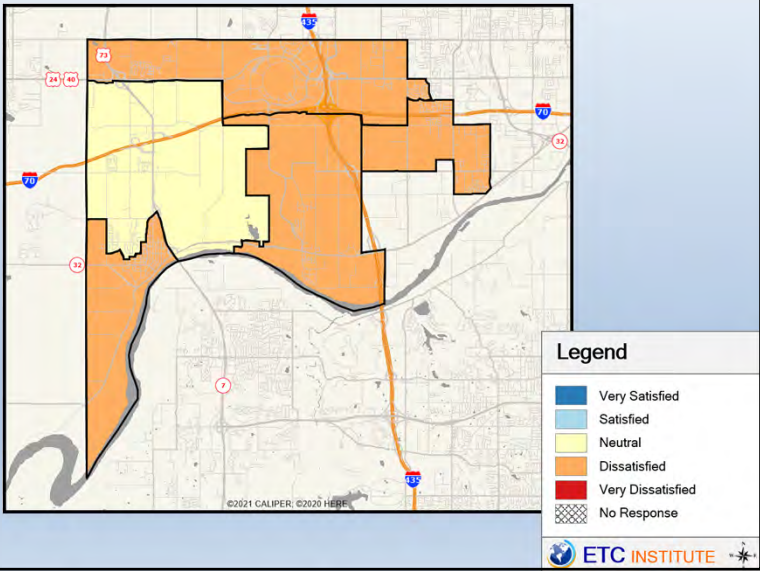 435
73
24
40
70
32
70
32
7
435
©2021 CALIPER; ©2020 HERE
Legend
Very Satisfied
Satisfied
Neutral
Dissatisfied
Very Dissatisfied
No Response
ETC INSTITUTE